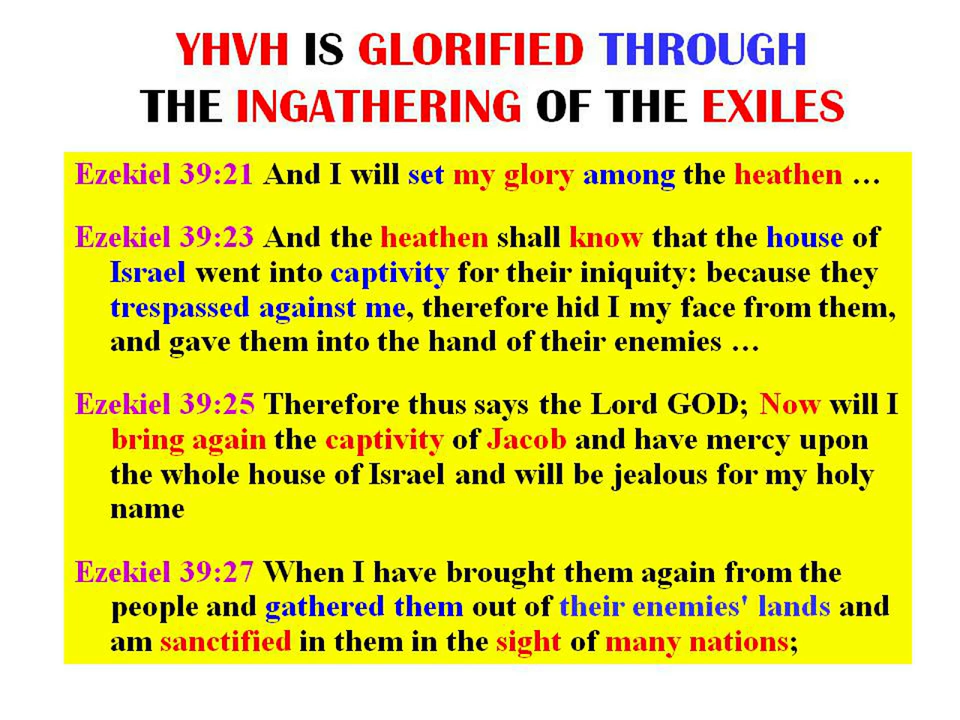 YHVH IS GLORIFIED THROUGH
THE INGATHERING OF THE EXILES
Ezekiel 39:21 And I will set my glory among the heathen …
Ezekiel 39:23 And the heathen shall know that the house of
Israel went into captivity for their iniquity: because they
trespassed against me, therefore hid I my face from them,
and gave them into the hand of their enemies …
Ezekiel 39:25 Therefore thus says the Lord GOD; Now will I
bring again the captivity of Jacob and have mercy upon
the whole house of Israel and will be jealous for my holy
name
Ezekiel 39:27 When I have brought them again from the
people and gathered them out of their enemies' lands and
am sanctified in them in the sight of many nations;